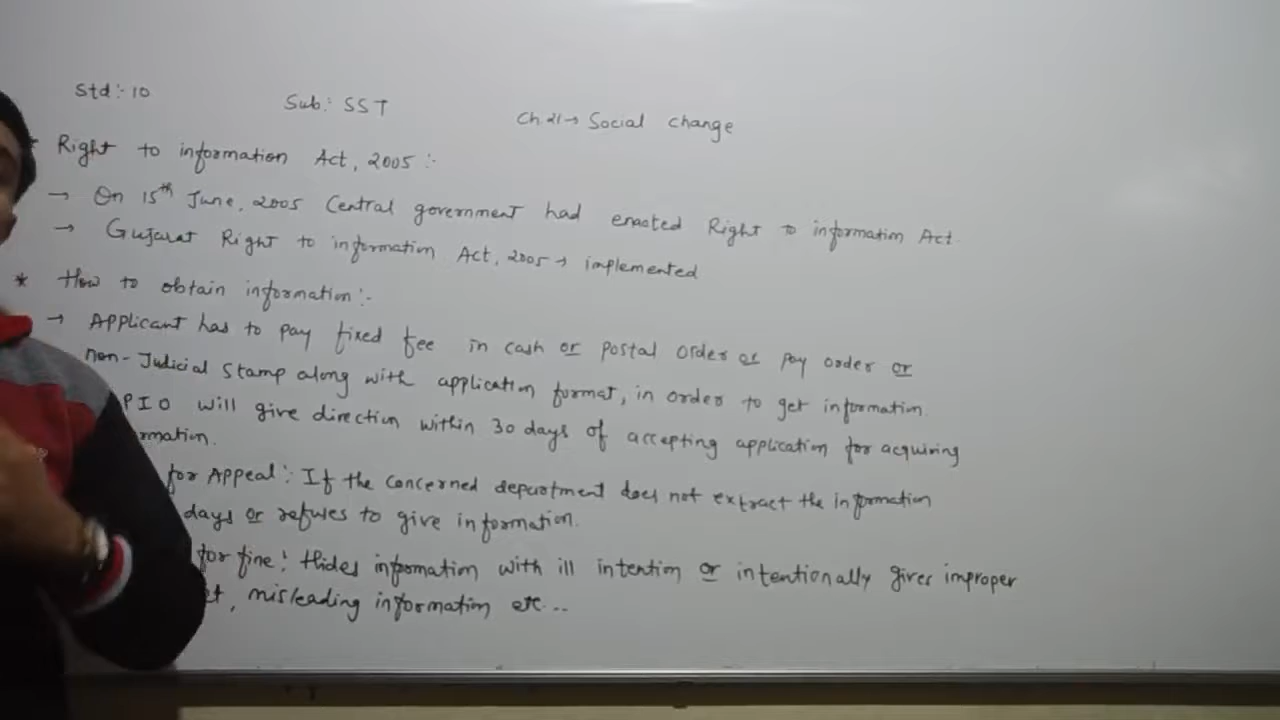 Std:- 10
Sub: SST
Ch. 21 → Social change
Right to information Act, 2005 :-
→ On 15th June, 2005 Central government had enacted Right to information Act.
→ Gujarat Right to information Act, 2005 → implemented
* How to obtain information:-
→ Applicant has to pay fixed fee in cash or postal order or pay order or
non-Judicial stamp along with application format, in order to get information.
PIO will give direction within 30 days of accepting application for acquiring
rmation.
for Appeal:- If the concerned department does not extract the information
days or refuses to give information.
for fine: Hides information with ill intention or intentionally gives improper
, misleading information etc...